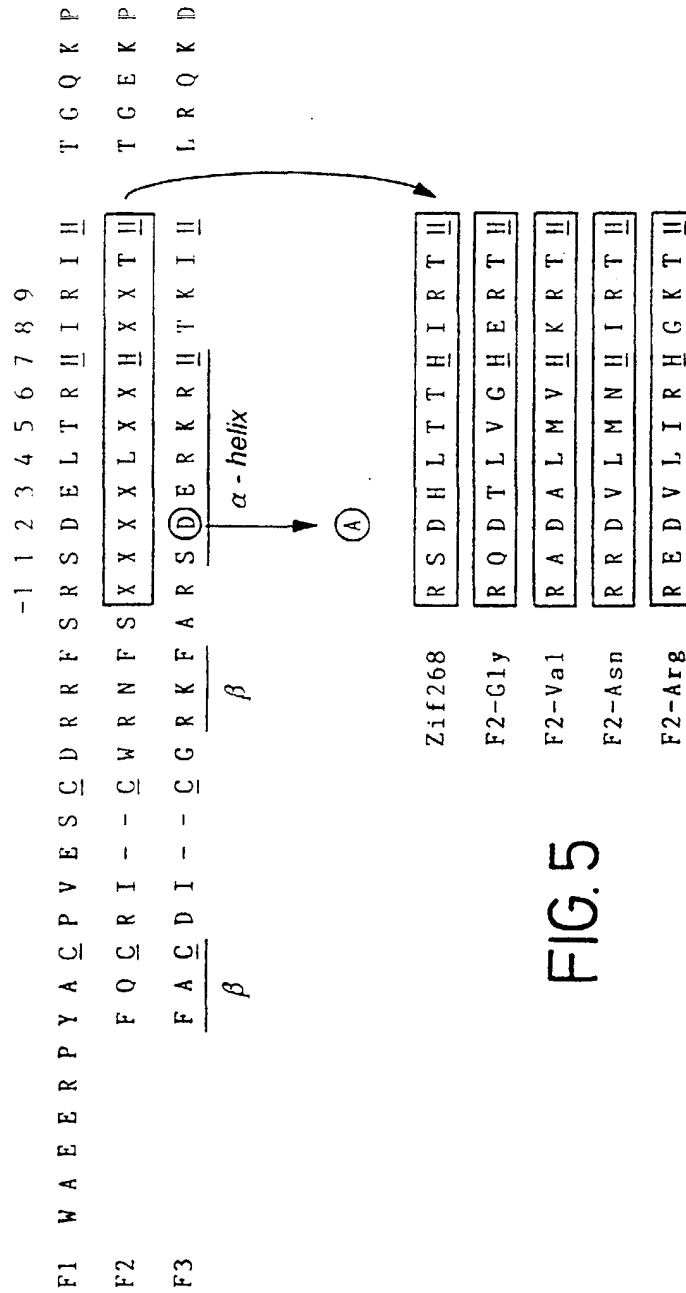 -1 1 2 3 4 5 6 7 8 9
F1 W A E E R P Y A C P V E S C D R R F S R S D E L T R H I R I H T G Q K P
F2 F Q C R I - - C W R N F S X X X X L X X H X X T H T G E K P
F3 F A C D I - - C G R K F A R S D E R K R H T K I H L R Q K D
β β α-helix
A
Zif268 R S D H L T T H I R T H
F2-Gly R Q D T L V G H E R T H
F2-Val R A D A L M V H K R T H
F2-Asn R R D V L M N H I R T H
F2-Arg R E D V L I R H G K T H
FIG. 5